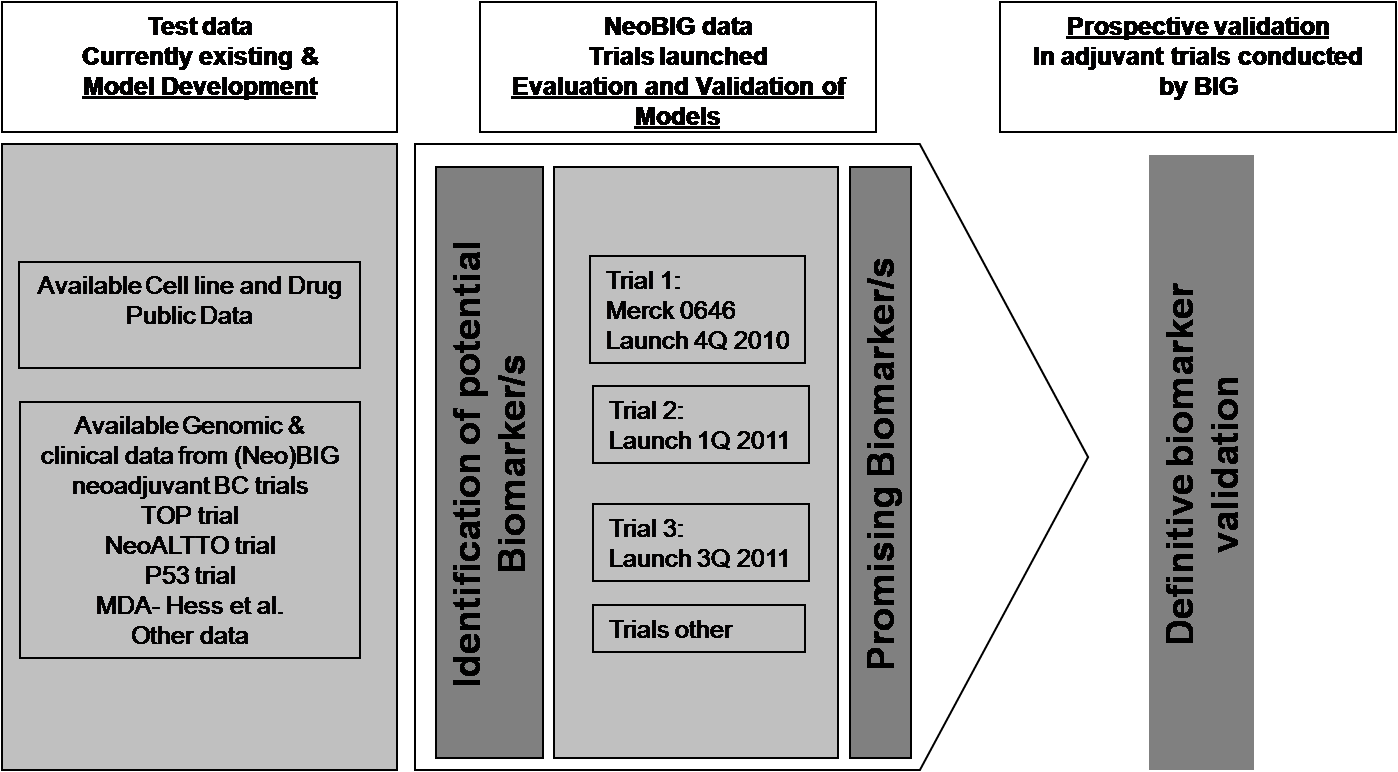 Test data
Currently existing &
Model Development
NeoBIG data
Trials launched
Evaluation and Validation of
Models
Prospective validation
In adjuvant trials conducted
by BIG
Available Cell line and Drug
Public Data
Available Genomic &
clinical data from (Neo)BIG
neoadjuvant BC trials
TOP trial
NeoALTTO trial
P53 trial
MDA- Hess et al.
Other data
Identification of potential
Biomarker/s
Trial 1:
Merck 0646
Launch 4Q 2010
Trial 2:
Launch 1Q 2011
Trial 3:
Launch 3Q 2011
Trials other
Promising Biomarker/s
Definitive biomarker
validation